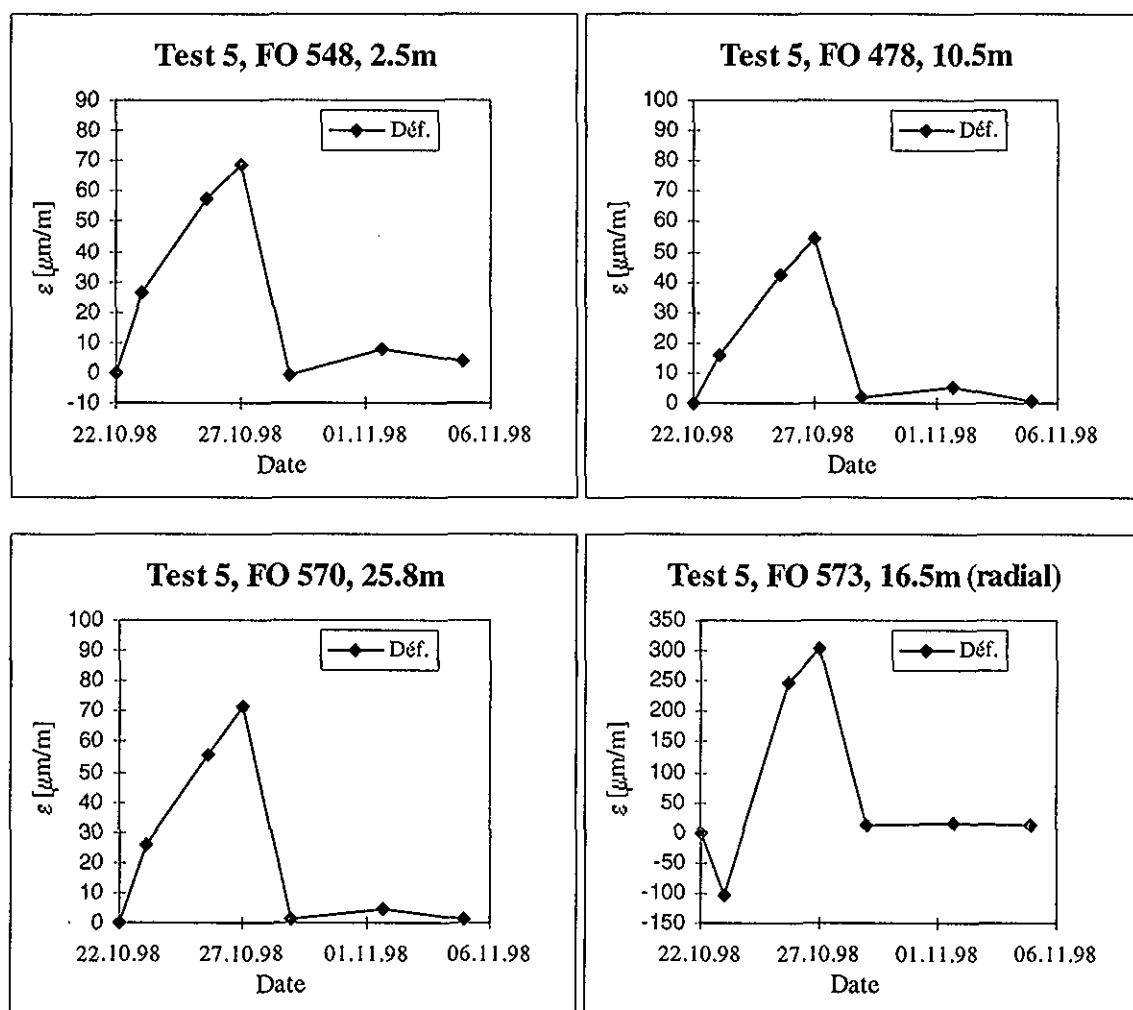 Test 5, FO 548, 2.5m
Déf.
90
80
70
60
50
40
30
20
10
0
-10
ε [μm/m]
22.10.98 27.10.98 01.11.98 06.11.98
Date
Test 5, FO 478, 10.5m
Déf.
100
90
80
70
60
50
40
30
20
10
0
ε [μm/m]
22.10.98 27.10.98 01.11.98 06.11.98
Date
Test 5, FO 570, 25.8m
Déf.
100
90
80
70
60
50
40
30
20
10
0
ε [μm/m]
22.10.98 27.10.98 01.11.98 06.11.98
Date
Test 5, FO 573, 16.5m (radial)
Déf.
350
300
250
200
150
100
50
0
-50
-100
-150
ε [μm/m]
22.10.98 27.10.98 01.11.98 06.11.98
Date